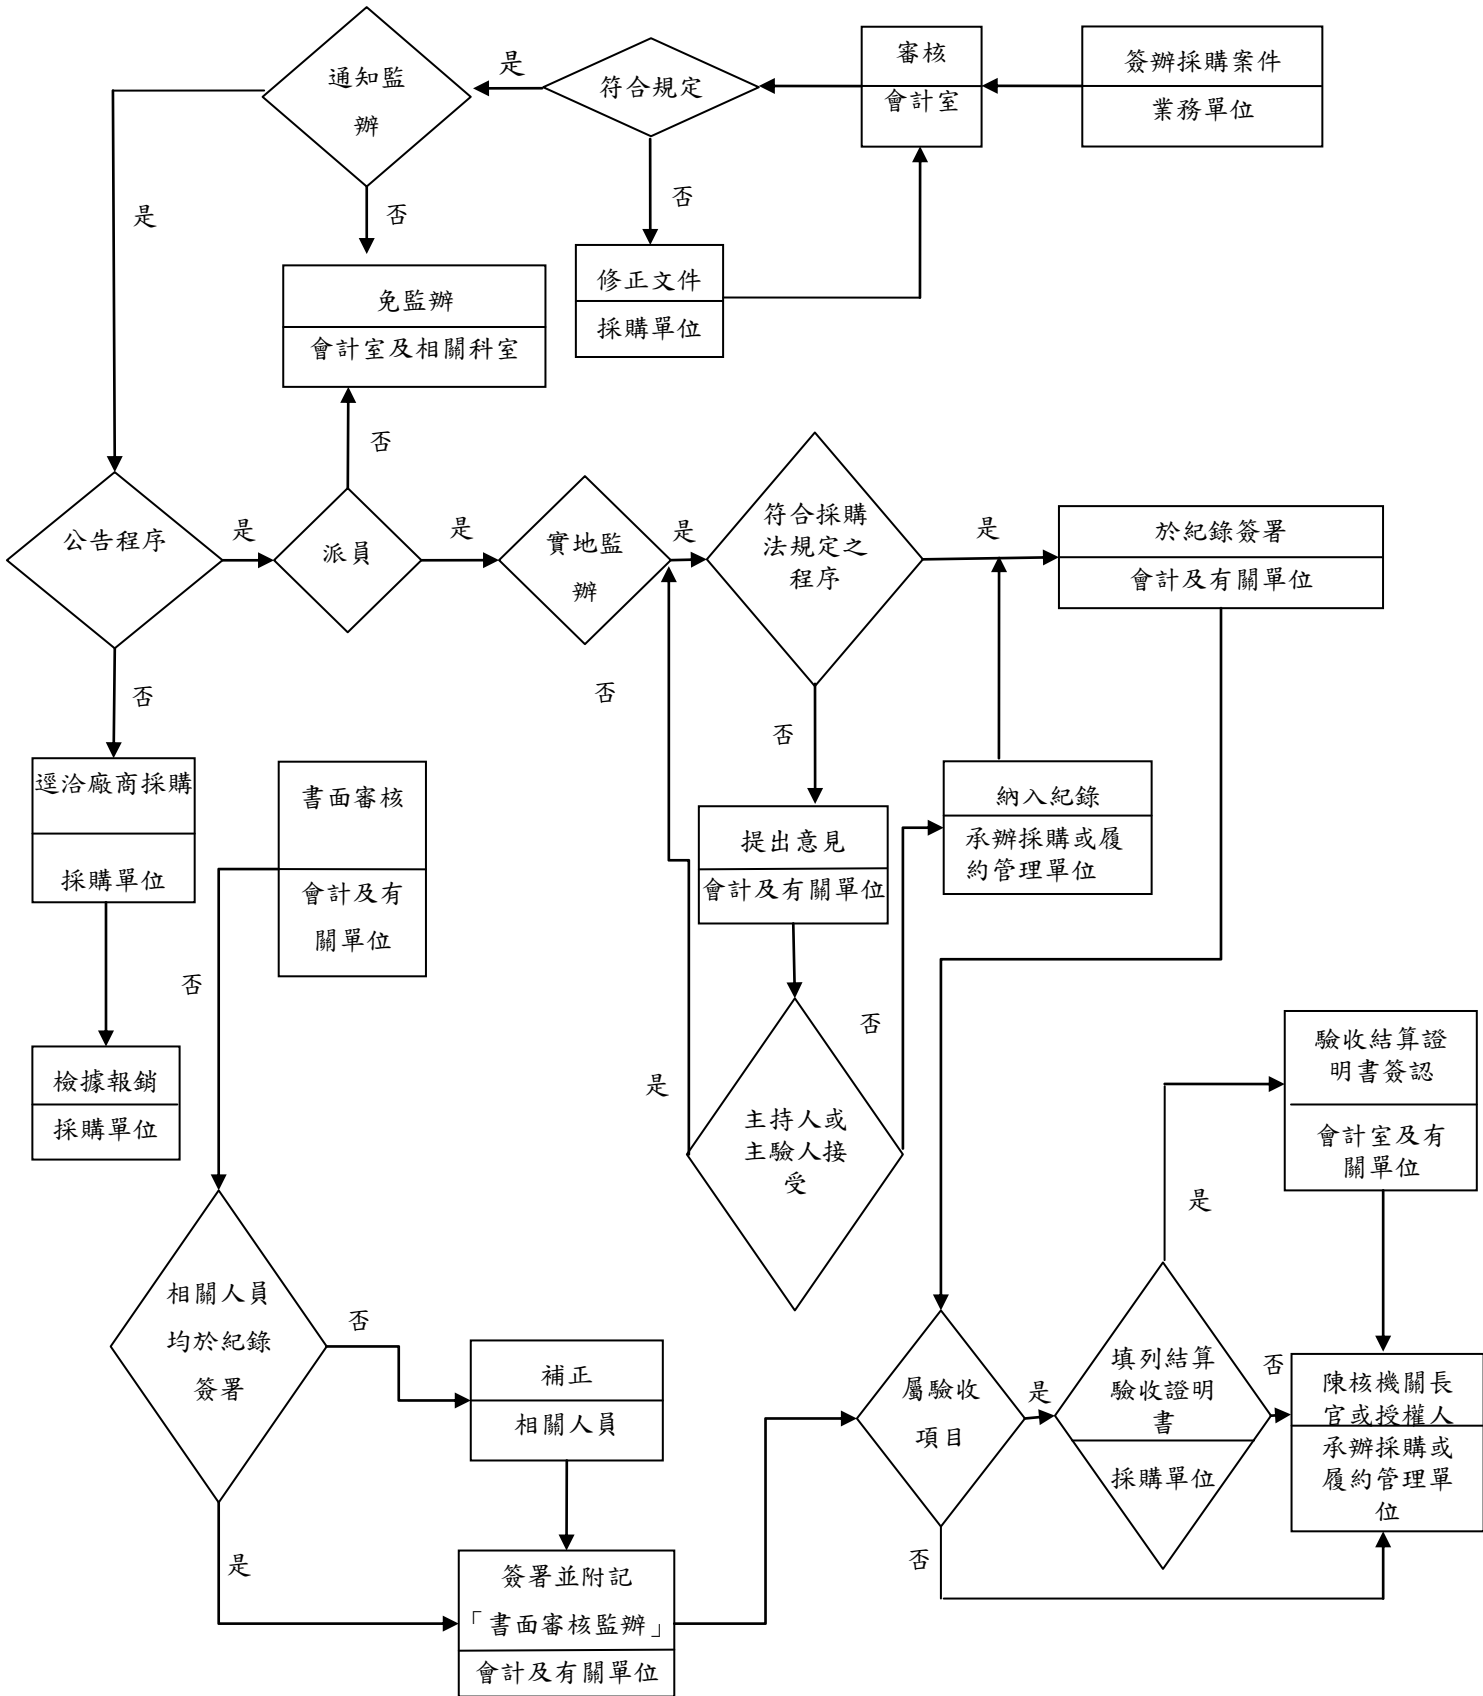 通知監
辦
是
符合規定
審核
會計室
簽辦採購案件
業務單位
是
否
否
免監辦
會計室及相關科室
修正文件
採購單位
否
公告程序
是
派員
是
實地監
辦
是
符合採購
法規定之
程序
是
於紀錄簽署
會計及有關單位
否
否
否
逕洽廠商採購
採購單位
書面審核
會計及有
關單位
提出意見
會計及有關單位
納入紀錄
承辦採購或履
約管理單位
否
否
檢據報銷
採購單位
是
主持人或
主驗人接
受
驗收結算證
明書簽認
會計室及有
關單位
是
相關人員
均於紀錄
簽署
否
補正
相關人員
屬驗收
項目
是
填列結算
驗收證明
書
採購單位
否
陳核機關長
官或授權人
承辦採購或
履約管理單
位
是
簽署並附記
「書面審核監辦」
會計及有關單位
否